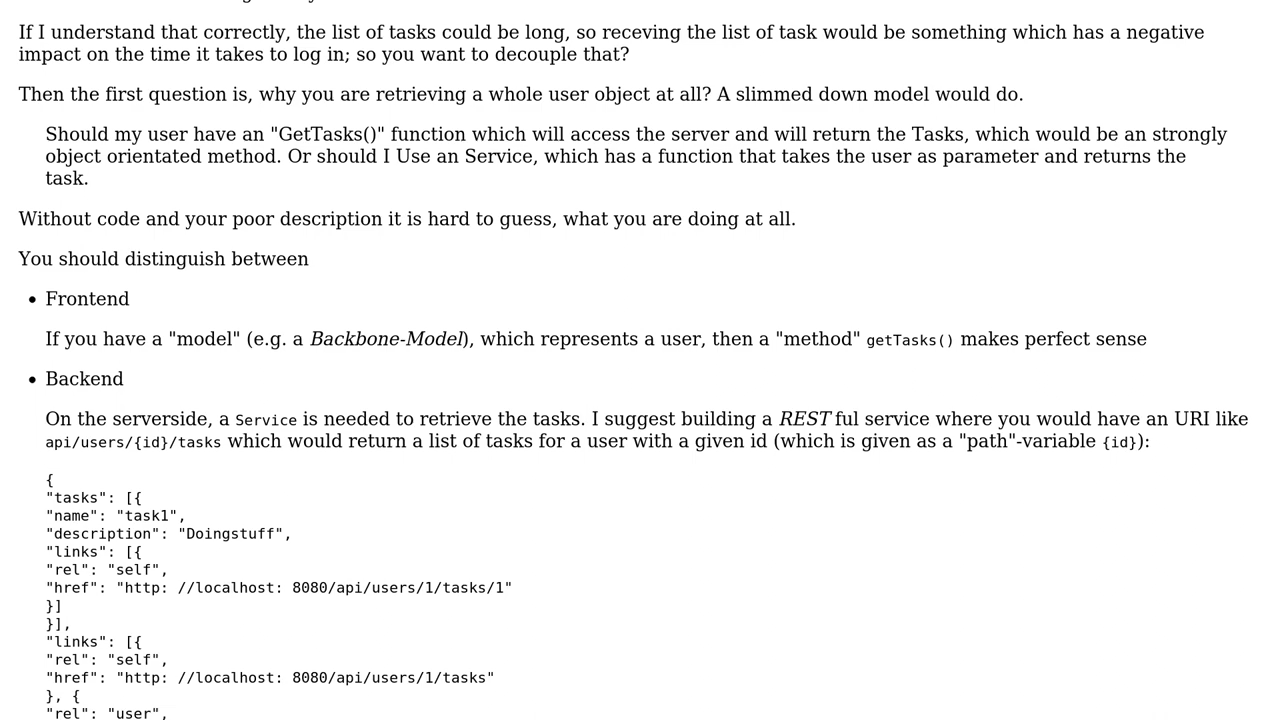 If I understand that correctly, the list of tasks could be long, so receving the list of task would be something which has a negative
impact on the time it takes to log in; so you want to decouple that?
Then the first question is, why you are retrieving a whole user object at all? A slimmed down model would do.
Should my user have an "GetTasks()" function which will access the server and will return the Tasks, which would be an strongly
object orientated method. Or should I Use an Service, which has a function that takes the user as parameter and returns the
task.
Without code and your poor description it is hard to guess, what you are doing at all.
You should distinguish between
• Frontend
If you have a "model" (e.g. a Backbone-Model), which represents a user, then a "method" getTasks() makes perfect sense
• Backend
On the serverside, a Service is needed to retrieve the tasks. I suggest building a REST ful service where you would have an URI like
api/users/{id}/tasks which would return a list of tasks for a user with a given id (which is given as a "path"-variable {id}):
{
"tasks": [{
"name": "task1",
"description": "Doingstuff",
"links": [{
"rel": "self",
"href": "http: //localhost: 8080/api/users/1/tasks/1"
}]
}],
"links": [{
"rel": "self",
"href": "http: //localhost: 8080/api/users/1/tasks"
}, {
"rel": "user",